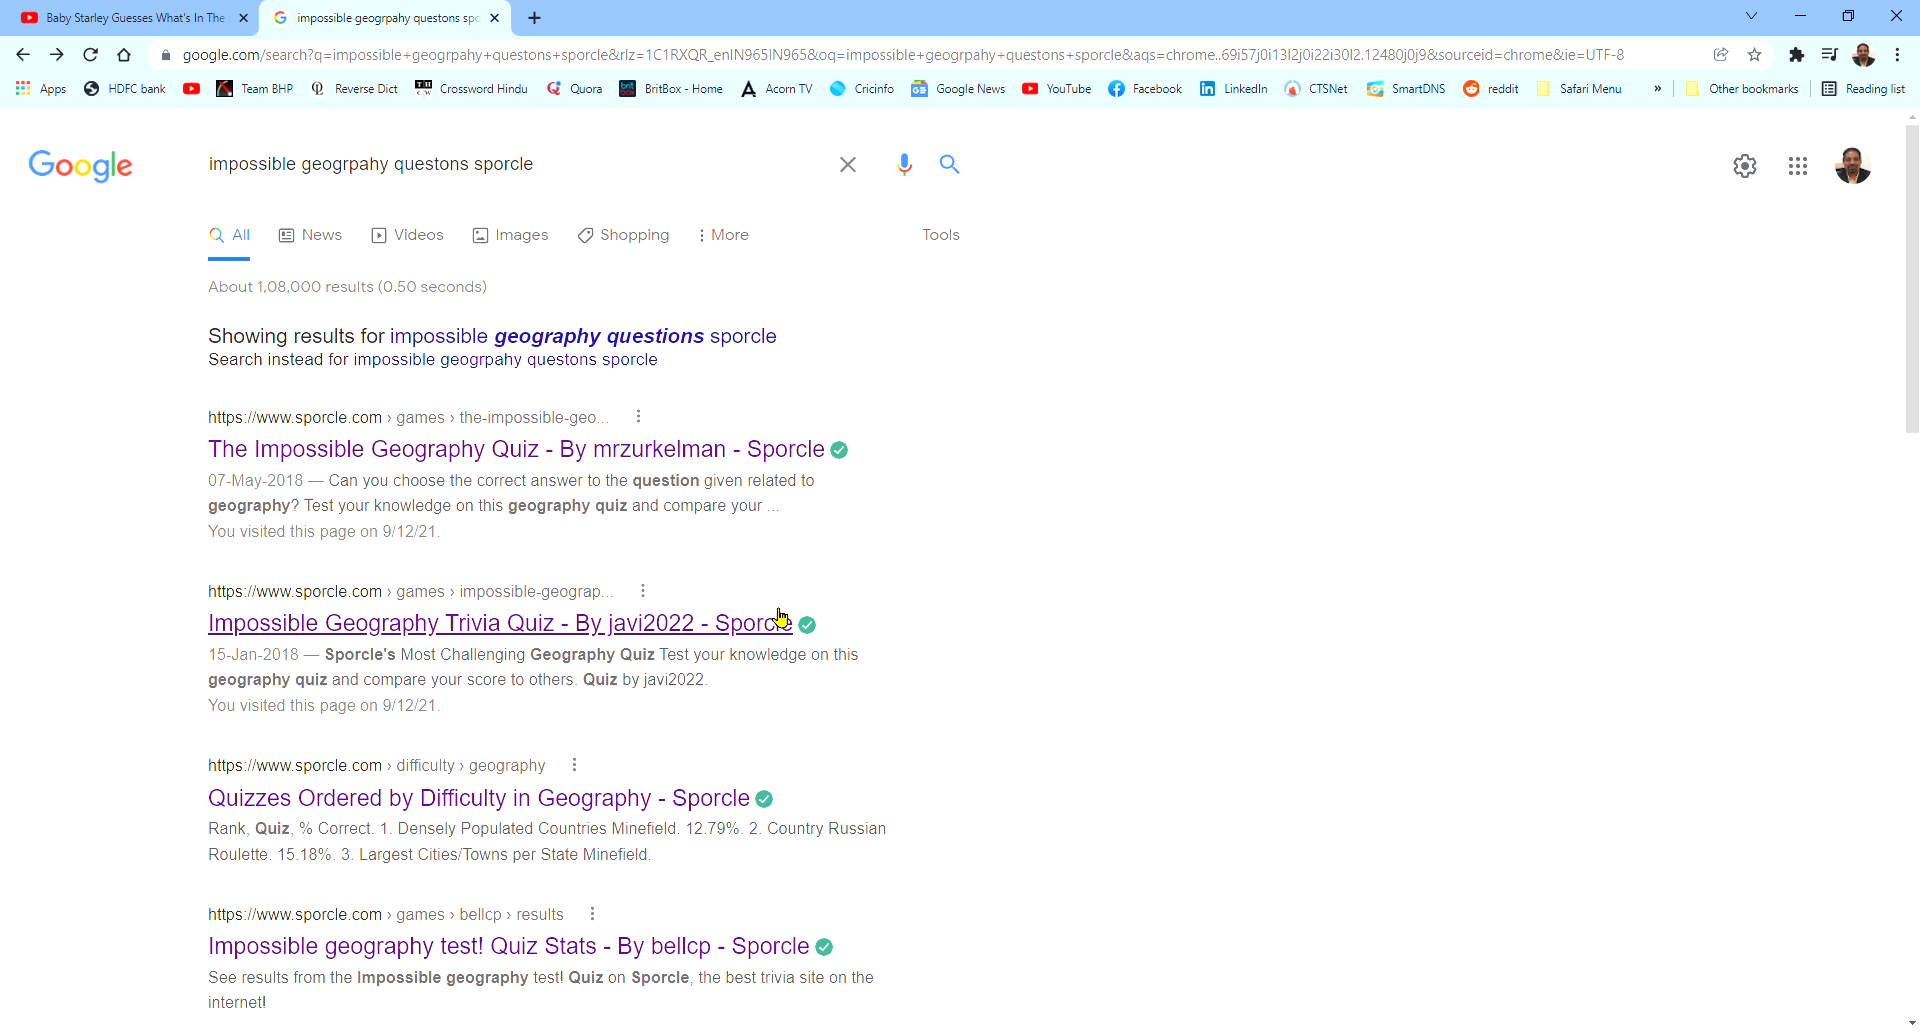 Baby Starley Guesses What's In The
impossible geogrpahy questons spo
google.com/search?q=impossible+geogrpahy+questons+sporcle&rlz=1C1RXQR_enIN965IN965&oq=impossible+geogrpahy+questons+sporcle&aqs=chrome..69i57j0i13l2j0i22i30l2.12480j0j9&sourceid=chrome&ie=UTF-8
Apps HDFC bank Team BHP Reverse Dict Crossword Hindu Quora BritBox - Home Acorn TV Cricinfo Google News YouTube Facebook LinkedIn CTSNet SmartDNS reddit Safari Menu » Other bookmarks Reading list
Google impossible geogrpahy questons sporcle
All News Videos Images Shopping More Tools
About 1,08,000 results (0.50 seconds)
Showing results for impossible geography questions sporcle
Search instead for impossible geogrpahy questons sporcle
https://www.sporcle.com › games › the-impossible-geo...
The Impossible Geography Quiz - By mrzurkelman - Sporcle
07-May-2018 — Can you choose the correct answer to the question given related to
geography? Test your knowledge on this geography quiz and compare your ...
You visited this page on 9/12/21.
https://www.sporcle.com › games › impossible-geograp...
Impossible Geography Trivia Quiz - By javi2022 - Sporcle
15-Jan-2018 — Sporcle's Most Challenging Geography Quiz Test your knowledge on this
geography quiz and compare your score to others. Quiz by javi2022.
You visited this page on 9/12/21.
https://www.sporcle.com › difficulty › geography
Quizzes Ordered by Difficulty in Geography - Sporcle
Rank, Quiz, % Correct. 1. Densely Populated Countries Minefield. 12.79%. 2. Country Russian
Roulette. 15.18%. 3. Largest Cities/Towns per State Minefield.
https://www.sporcle.com › games › bellcp › results
Impossible geography test! Quiz Stats - By bellcp - Sporcle
See results from the Impossible geography test! Quiz on Sporcle, the best trivia site on the
internet!